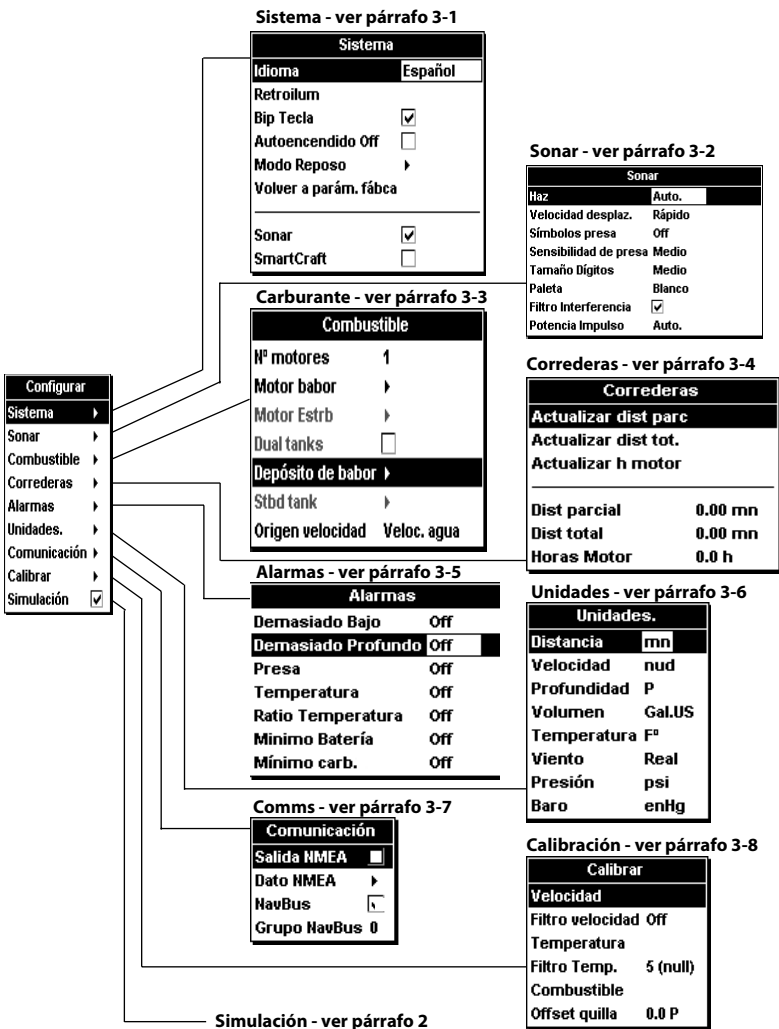 Sistema - ver párrafo 3-1
Sistema
Idioma Español
Retroilum
Bip Tecla
Autoencendido Off
Modo Reposo
Volver a parám. fábca
Sonar
SmartCraft
Sonar - ver párrafo 3-2
Sonar
Haz Auto.
Velocidad desplaz. Rápido
Símbolos presa Off
Sensibilidad de presa Medio
Tamaño Dígitos Medio
Paleta Blanco
Filtro Interferencia
Potencia Impulso Auto.
Carburante - ver párrafo 3-3
Combustible
Nº motores 1
Motor babor
Motor Estrb
Dual tanks
Depósito de babor
Stbd tank
Origen velocidad Veloc. agua
Configurar
Sistema
Sonar
Combustible
Correderas
Alarmas
Unidades.
Comunicación
Calibrar
Simulación
Correderas - ver párrafo 3-4
Correderas
Actualizar dist parc
Actualizar dist tot.
Actualizar h motor
Dist parcial 0.00 mn
Dist total 0.00 mn
Horas Motor 0.0 h
Alarmas - ver párrafo 3-5
Alarmas
Demasiado Bajo Off
Demasiado Profundo Off
Presa Off
Temperatura Off
Ratio Temperatura Off
Minimo Batería Off
Mínimo carb. Off
Unidades - ver párrafo 3-6
Unidades.
Distancia mn
Velocidad nud
Profundidad P
Volumen Gal.US
Temperatura Fº
Viento Real
Presión psi
Baro enHg
Comms - ver párrafo 3-7
Comunicación
Salida NMEA
Dato NMEA
NavBus
Grupo NavBus 0
Calibración - ver párrafo 3-8
Calibrar
Velocidad
Filtro velocidad Off
Temperatura
Filtro Temp. 5 (null)
Combustible
Offset quilla 0.0 P
Simulación - ver párrafo 2